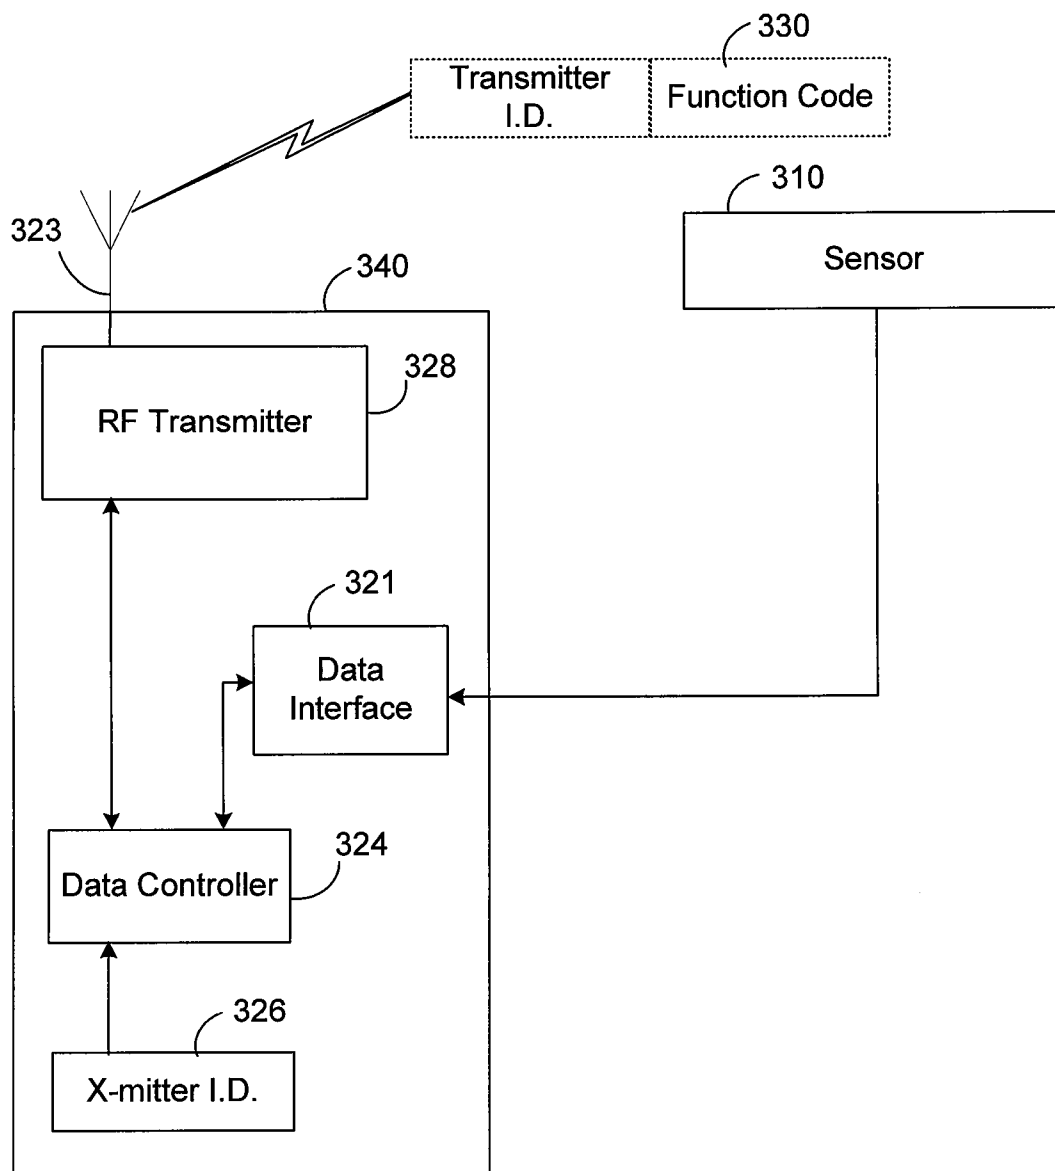 330
Transmitter
I.D.
Function Code
310
Sensor
323
340
328
RF Transmitter
321
Data
Interface
324
Data Controller
326
X-mitter I.D.